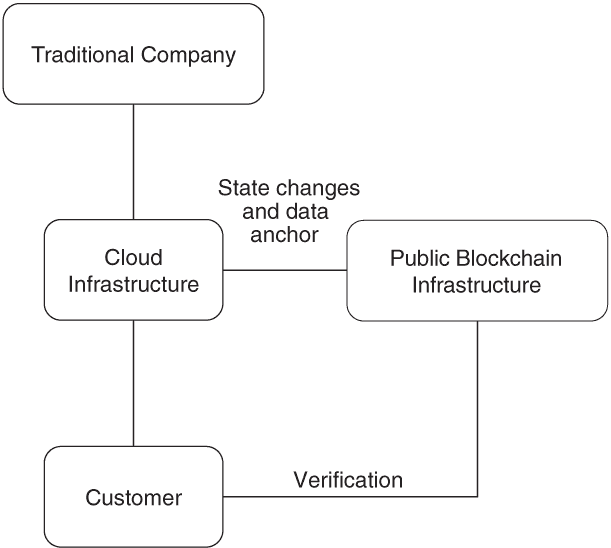 Traditional Company
State changes
and data
anchor
Cloud
Infrastructure
Public Blockchain
Infrastructure
Verification
Customer